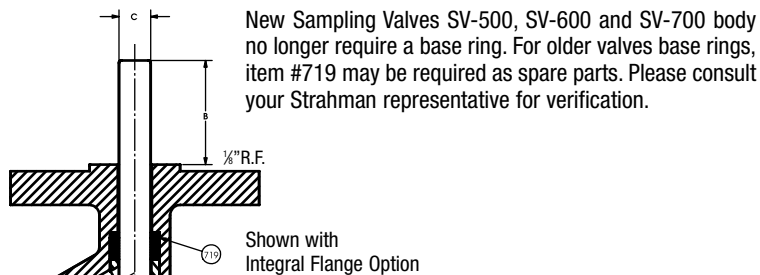 C
New Sampling Valves SV-500, SV-600 and SV-700 body
no longer require a base ring. For older valves base rings,
item #719 may be required as spare parts. Please consult
your Strahman representative for verification.
B
⅛"R.F.
719
Shown with
Integral Flange Option